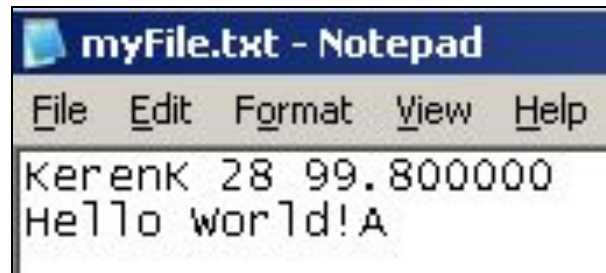 myFile.txt - Notepad
File Edit Format View Help
KerenK 28 99.800000
Hello World!A